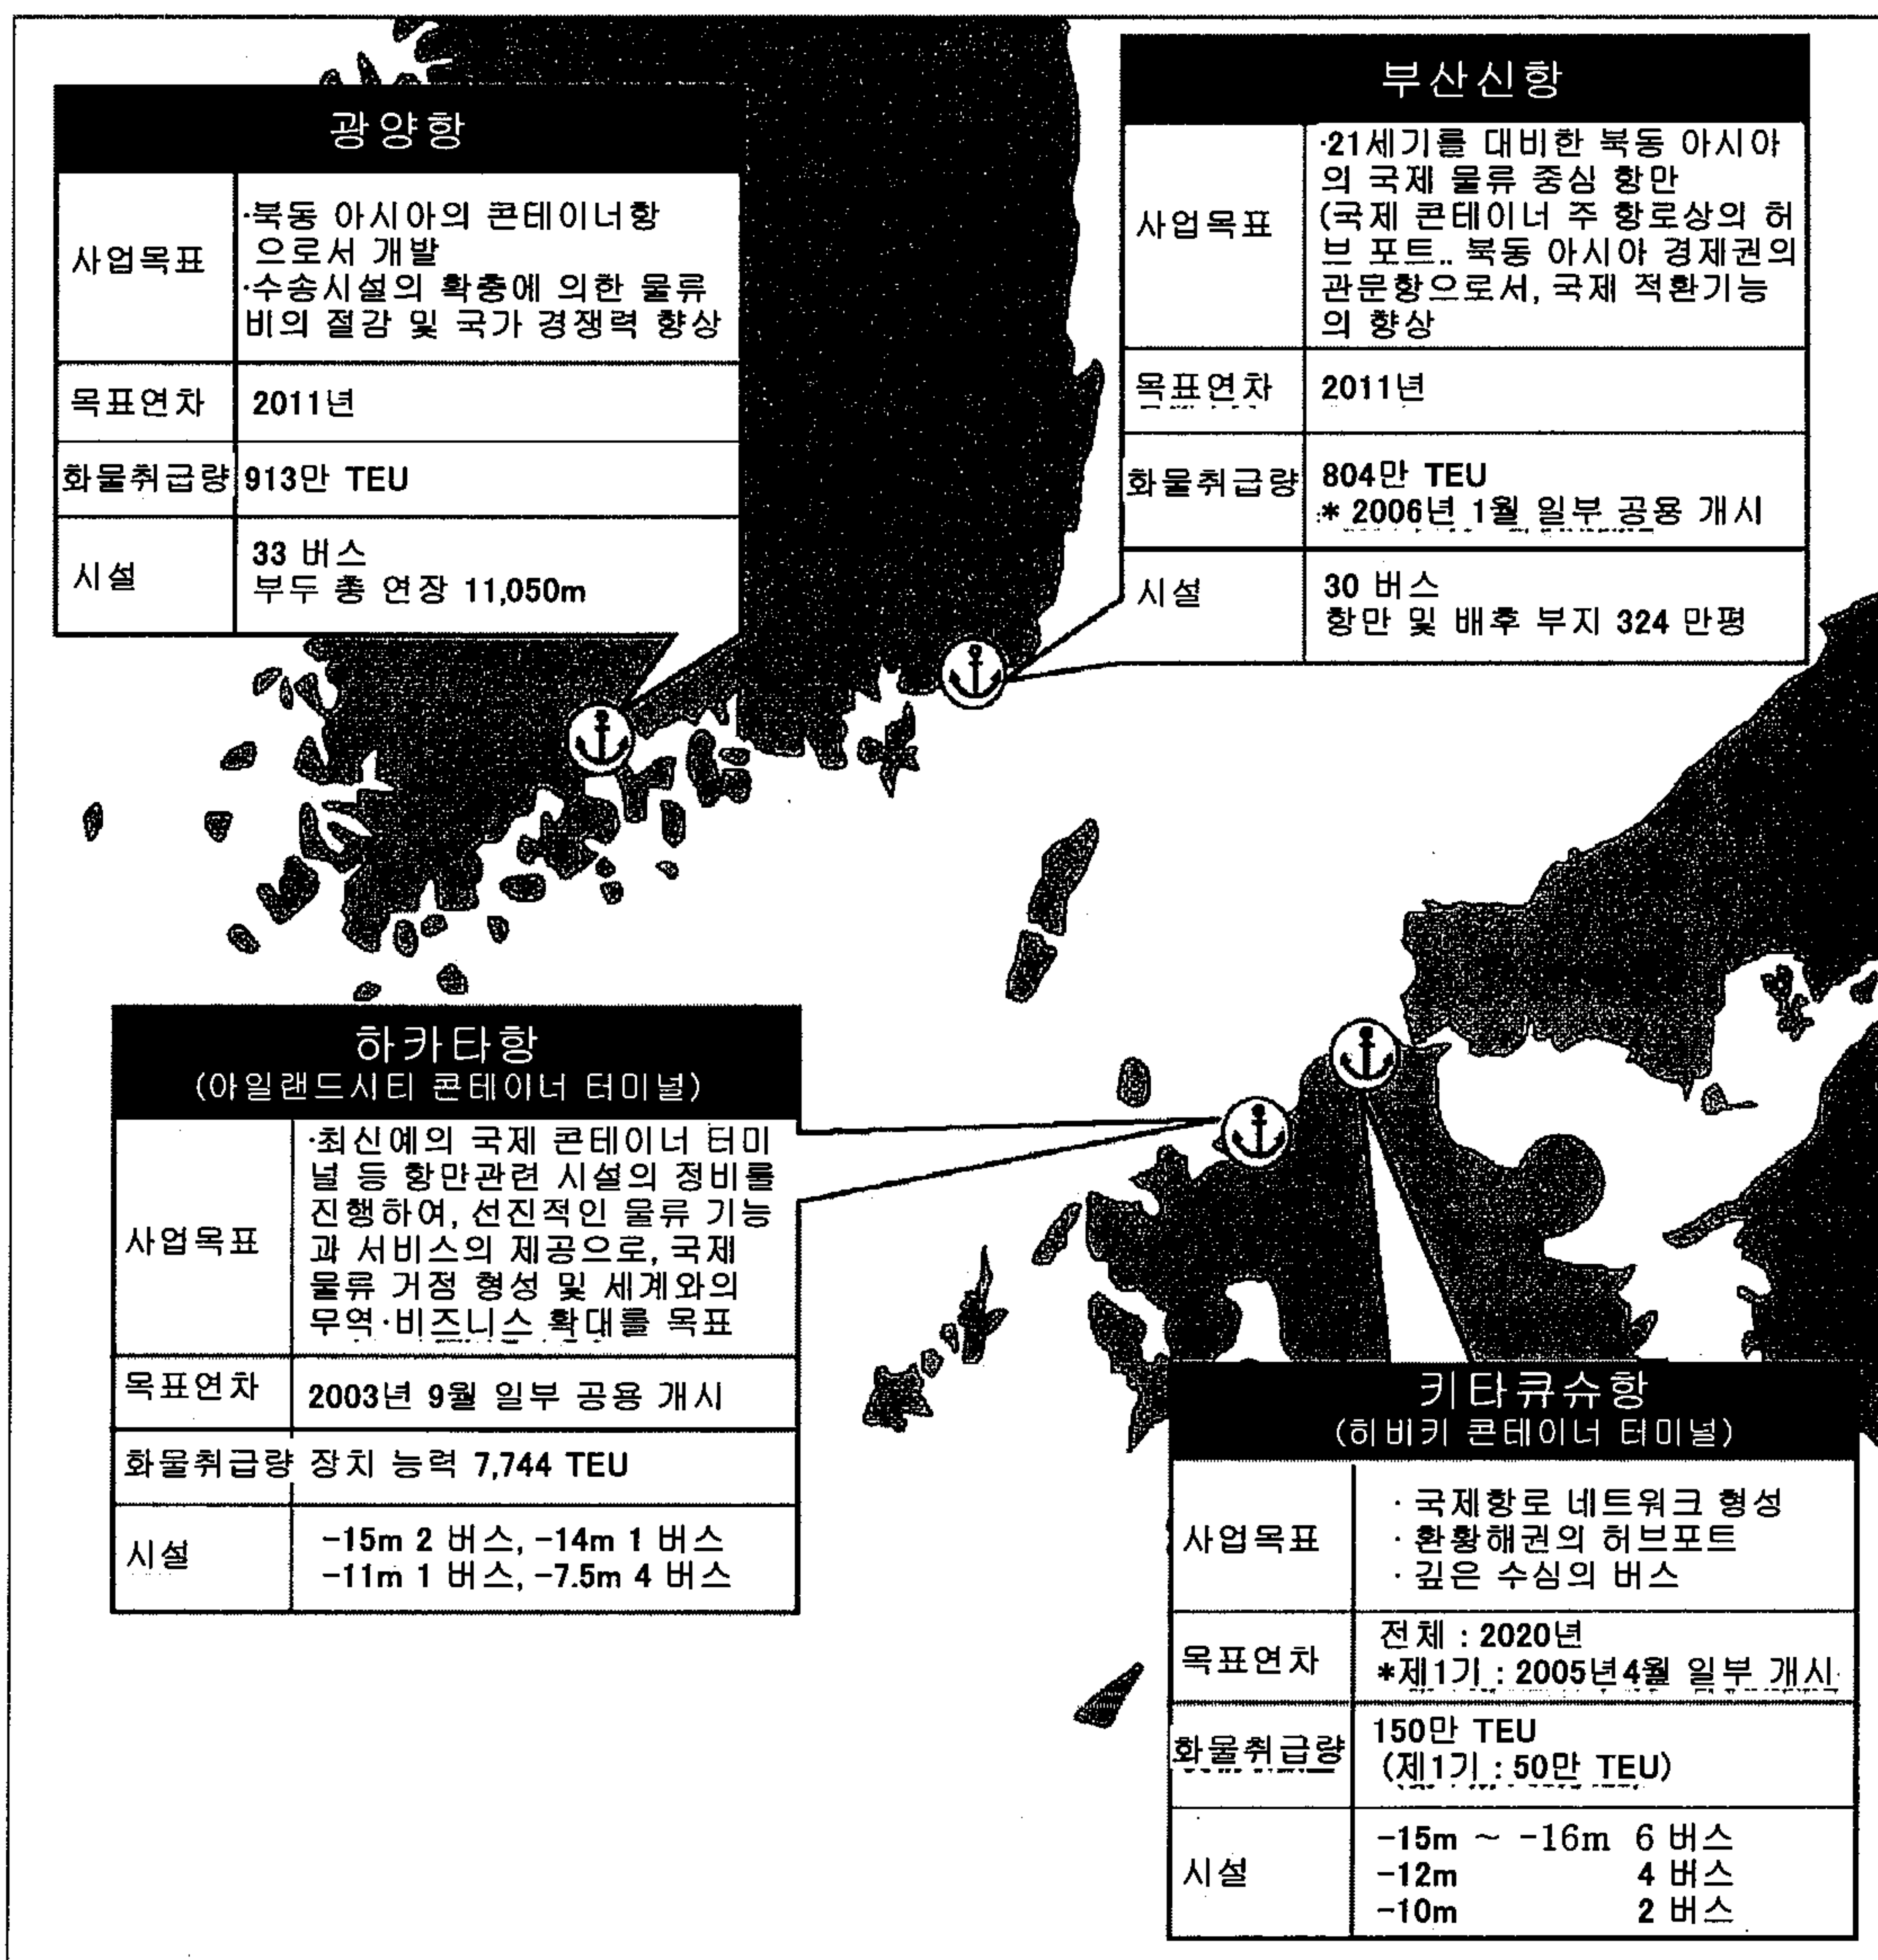 광양항
사업목표
·북동 아시아의 콘테이너항
으로서 개발
·수송시설의 확충에 의한 물류
비의 절감 및 국가 경쟁력 향상
목표연차
2011년
화물취급량
913만 TEU
시설
33 버스
부두 총 연장 11,050m
부산신항
사업목표
·21세기를 대비한 북동 아시아
의 국제 물류 중심 항만
(국제 콘테이너 주 항로상의 허
브 포트.. 북동 아시아 경제권의
관문항으로서, 국제 적환기능
의 향상
목표연차
2011년
화물취급량
804만 TEU
* 2006년 1월 일부 공용 개시
시설
30 버스
항만 및 배후 부지 324 만평
하카타항
(아일랜드시티 콘테이너 터미널)
사업목표
·최신예의 국제 콘테이너 터미
널 등 항만관련 시설의 정비를
진행하여, 선진적인 물류 기능
과 서비스의 제공으로, 국제
물류 거점 형성 및 세계와의
무역·비즈니스 확대를 목표
목표연차
2003년 9월 일부 공용 개시
화물취급량
장치 능력 7,744 TEU
시설
-15m 2 버스, -14m 1 버스
-11m 1 버스, -7.5m 4 버스
키타큐슈항
(히비키 콘테이너 터미널)
사업목표
· 국제항로 네트워크 형성
· 환황해권의 허브포트
· 깊은 수심의 버스
목표연차
전체 : 2020년
*제1기 : 2005년4월 일부 개시
화물취급량
150만 TEU
(제1기 : 50만 TEU)
시설
-15m ~ -16m 6 버스
-12m 4 버스
-10m 2 버스